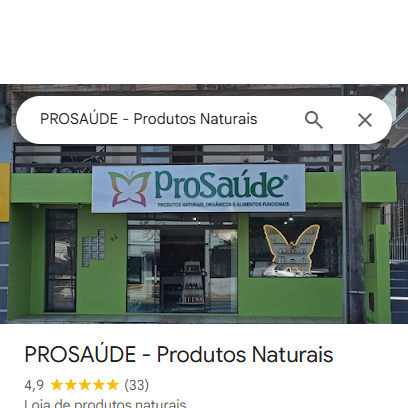 PROSAÚDE - Produtos Naturais
ProSaúde®
PRODUTOS NATURAIS, ORGÂNICOS E ALIMENTOS FUNCIONAIS
PROSAÚDE - Produtos Naturais
4,9 ★★★★★ (33)
Loja de produtos naturais